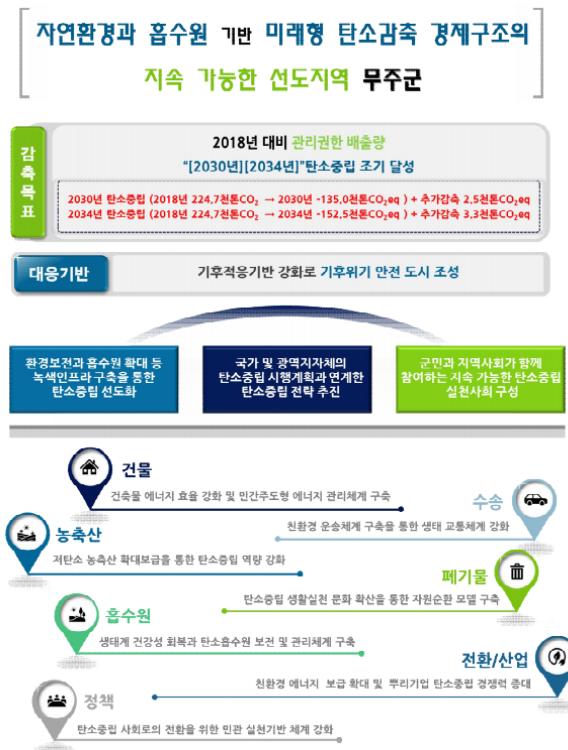 자연환경과 흡수원 기반 미래형 탄소감축 경제구조의
지속 가능한 선도지역 무주군
감축목표
2018년 대비 관리권한 배출량
“[2030년][2034년]”탄소중립 조기 달성
2030년 탄소중립 (2018년 224.7천톤CO₂ → 2030년 -135.0천톤CO₂eq ) + 추가감축 2.5천톤CO₂eq
2034년 탄소중립 (2018년 224.7천톤CO₂ → 2034년 -152.5천톤CO₂eq ) + 추가감축 3.3천톤CO₂eq
대응기반
기후적응기반 강화로 기후위기 안전 도시 조성
환경보전과 흡수원 확대 등
녹색인프라 구축을 통한
탄소중립 선도화
국가 및 광역지자체의
탄소중립 시행계획과 연계한
탄소중립 전략 추진
군민과 지역사회가 함께
참여하는 지속 가능한 탄소중립
실천사회 구성
건물
건축물 에너지 효율 강화 및 민간주도형 에너지 관리체계 구축
수송
친환경 운송체계 구축을 통한 생태 교통체계 강화
농축산
저탄소 농축산 확대보급을 통한 탄소중립 역량 강화
폐기물
탄소중립 생활실천 문화 확산을 통한 자원순환 모델 구축
흡수원
생태계 건강성 회복과 탄소흡수원 보전 및 관리체계 구축
전환/산업
친환경 에너지 보급 확대 및 뿌리기업 탄소중립 경쟁력 증대
정책
탄소중립 사회로의 전환을 위한 민관 실천기반 체계 강화